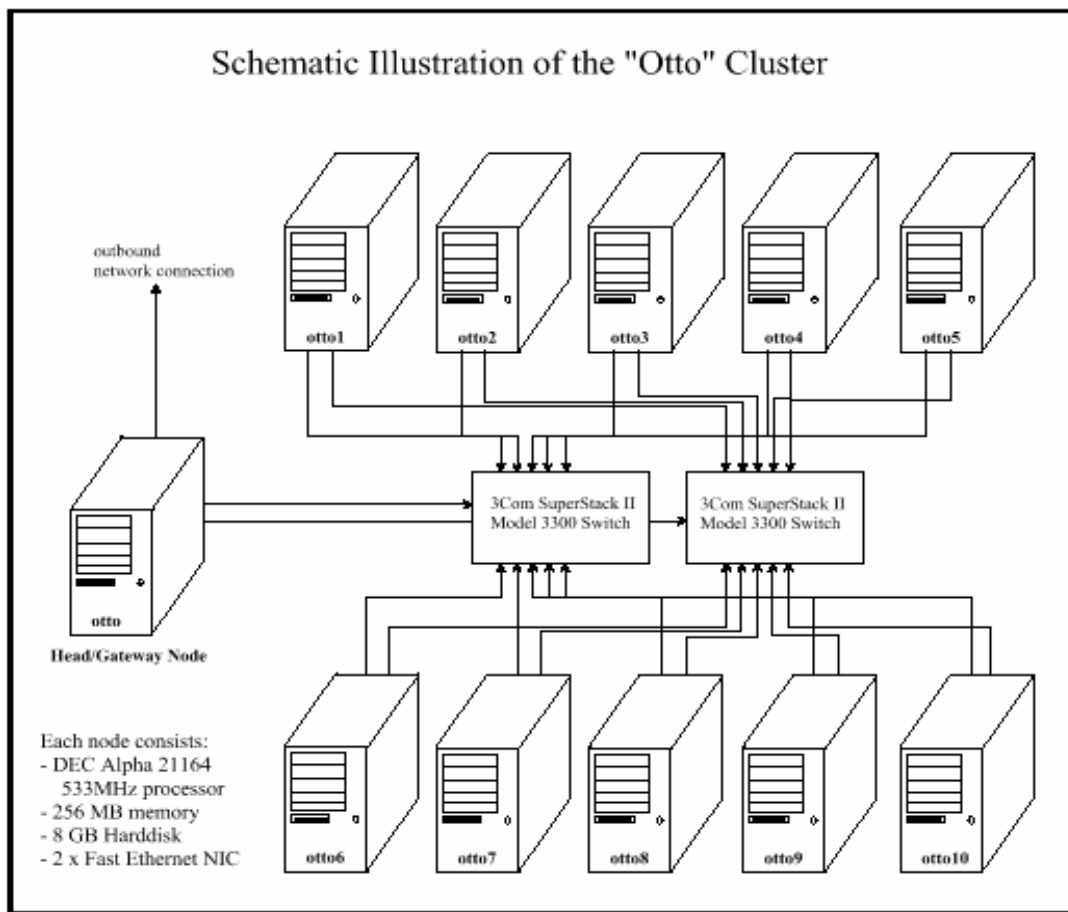 Schematic Illustration of the "Otto" Cluster
outbound
network connection
otto1
otto2
otto3
otto4
otto5
3Com SuperStack II
Model 3300 Switch
3Com SuperStack II
Model 3300 Switch
otto
Head/Gateway Node
Each node consists:
- DEC Alpha 21164
533MHz processor
- 256 MB memory
- 8 GB Harddisk
- 2 x Fast Ethernet NIC
otto6
otto7
otto8
otto9
otto10